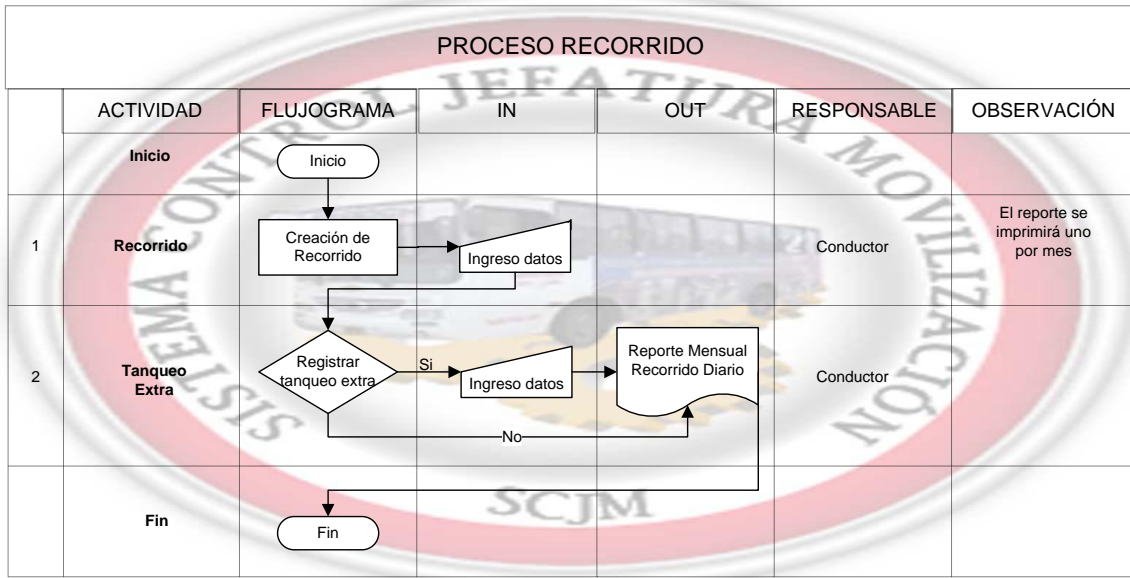 PROCESO RECORRIDO
ACTIVIDAD FLUJOGRAMA IN OUT RESPONSABLE OBSERVACIÓN
Inicio
Inicio
1
Recorrido
Creación de
Recorrido
Ingreso datos
Conductor
El reporte se
imprimirá uno
por mes
2
Tanqueo
Extra
Registrar
tanqueo extra
Si
Ingreso datos
Reporte Mensual
Recorrido Diario
Conductor
No
Fin
Fin
SISTEMA CONTROL JEFATURA MOVILIZACIÓN
SCJM